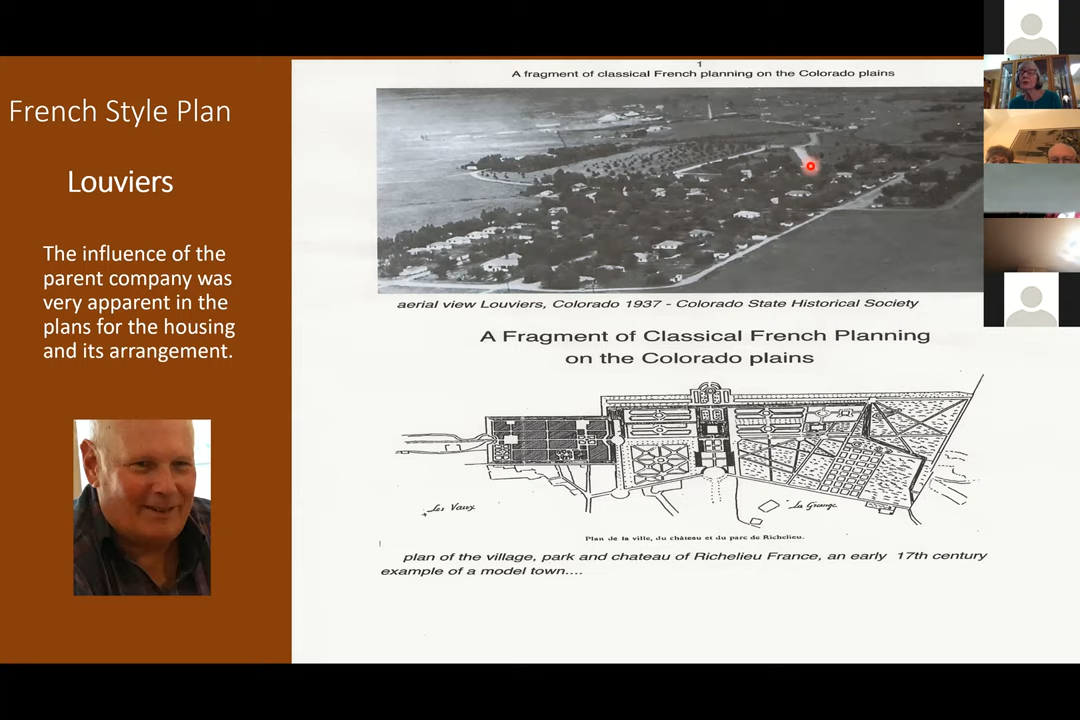 French Style Plan
Louviers
The influence of the
parent company was
very apparent in the
plans for the housing
and its arrangement.
1
A fragment of classical French planning on the Colorado plains
aerial view Louviers, Colorado 1937 - Colorado State Historical Society
A Fragment of Classical French Planning
on the Colorado plains
Les Vaux
La Grange
Plan de la ville, du château et du parc de Richelieu.
plan of the village, park and chateau of Richelieu France, an early 17th century
example of a model town....